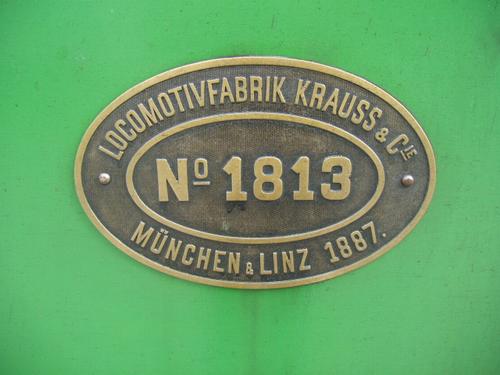 LOCOMOTIVFABRIK KRAUSS & CIE
No 1813
MÜNCHEN & LINZ 1887.